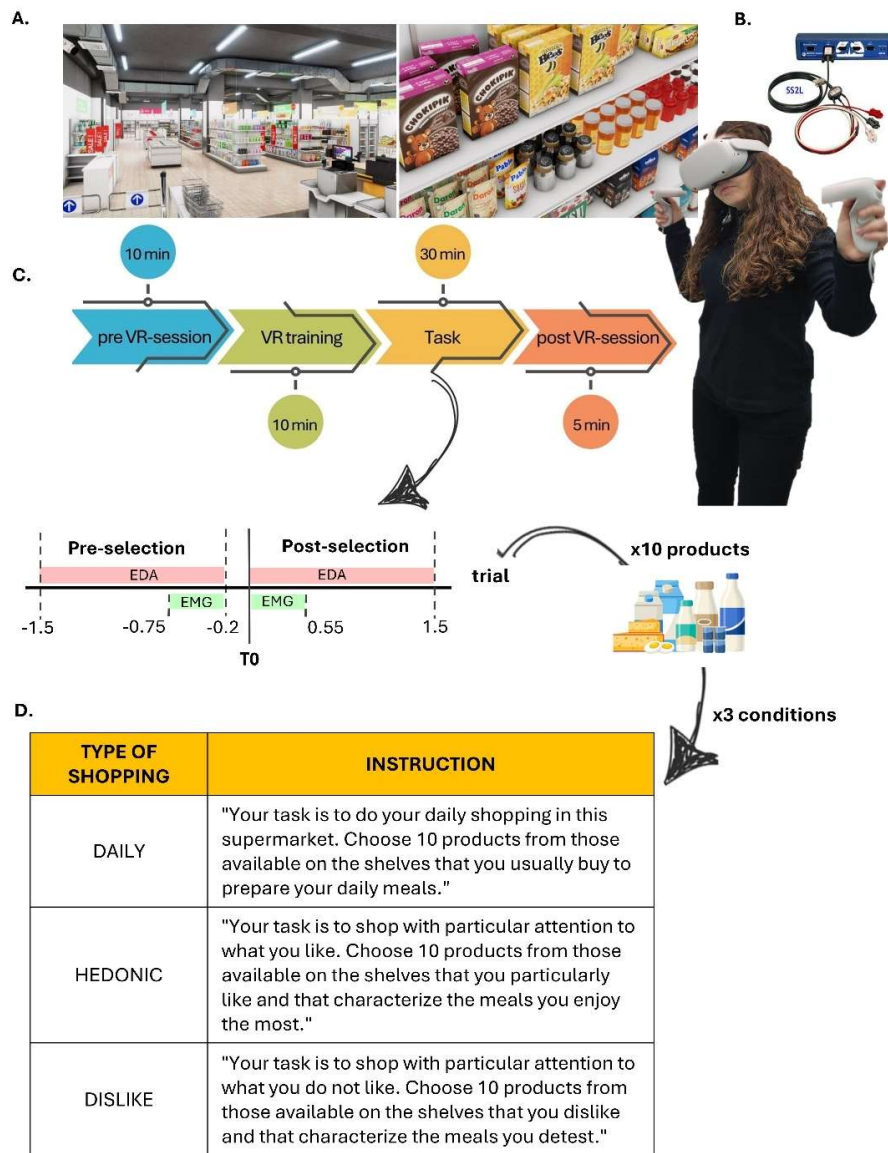 A.
B.
SS2L
SALE
CHOKIPIK
CHOKIPIK
Bees
Pablo
Darof
Darof
C.
10 min
30 min
pre VR-session
VR training
Task
post VR-session
10 min
5 min
Pre-selection
Post-selection
EDA
EDA
EMG
EMG
-1.5
-0.75
-0.2
0.55
1.5
T0
trial
x10 products
x3 conditions
D.
TYPE OF
SHOPPING
INSTRUCTION
DAILY
"Your task is to do your daily shopping in this
supermarket. Choose 10 products from those
available on the shelves that you usually buy to
prepare your daily meals."
HEDONIC
"Your task is to shop with particular attention to
what you like. Choose 10 products from those
available on the shelves that you particularly
like and that characterize the meals you enjoy
the most."
DISLIKE
"Your task is to shop with particular attention to
what you do not like. Choose 10 products from
those available on the shelves that you dislike
and that characterize the meals you detest."